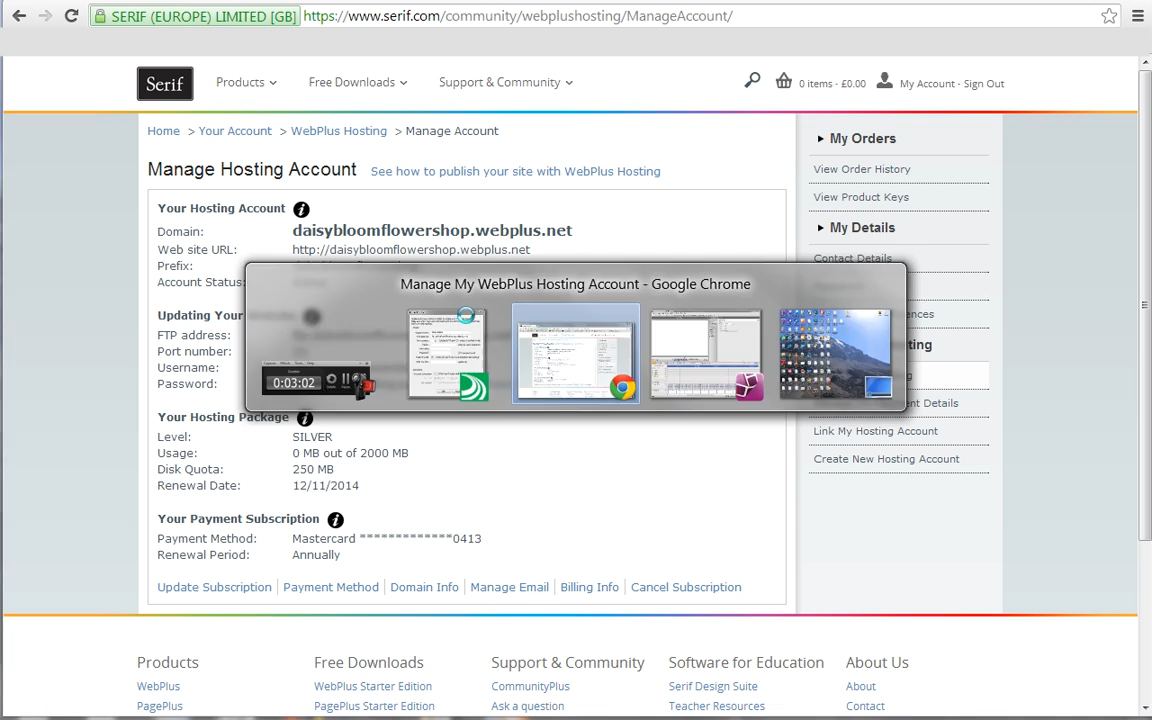 SERIF (EUROPE) LIMITED [GB] https://www.serif.com/community/webplushosting/ManageAccount/
Serif Products Free Downloads Support & Community 0 items - £0.00 My Account - Sign Out
Home > Your Account > WebPlus Hosting > Manage Account
Manage Hosting Account See how to publish your site with WebPlus Hosting
Your Hosting Account
Domain: daisybloomflowershop.webplus.net
Web site URL: http://daisybloomflowershop.webplus.net
Prefix:
Account Status:
Manage My WebPlus Hosting Account - Google Chrome
0:03:02
Updating Your
FTP address:
Port number:
Username:
Password:
Your Hosting Package
Level: SILVER
Usage: 0 MB out of 2000 MB
Disk Quota: 250 MB
Renewal Date: 12/11/2014
Your Payment Subscription
Payment Method: Mastercard *************0413
Renewal Period: Annually
Update Subscription Payment Method Domain Info Manage Email Billing Info Cancel Subscription
My Orders
View Order History
View Product Keys
My Details
Contact Details
Link My Hosting Account
Create New Hosting Account
Products Free Downloads Support & Community Software for Education About Us
WebPlus WebPlus Starter Edition CommunityPlus Serif Design Suite About
PagePlus PagePlus Starter Edition Ask a question Teacher Resources Contact